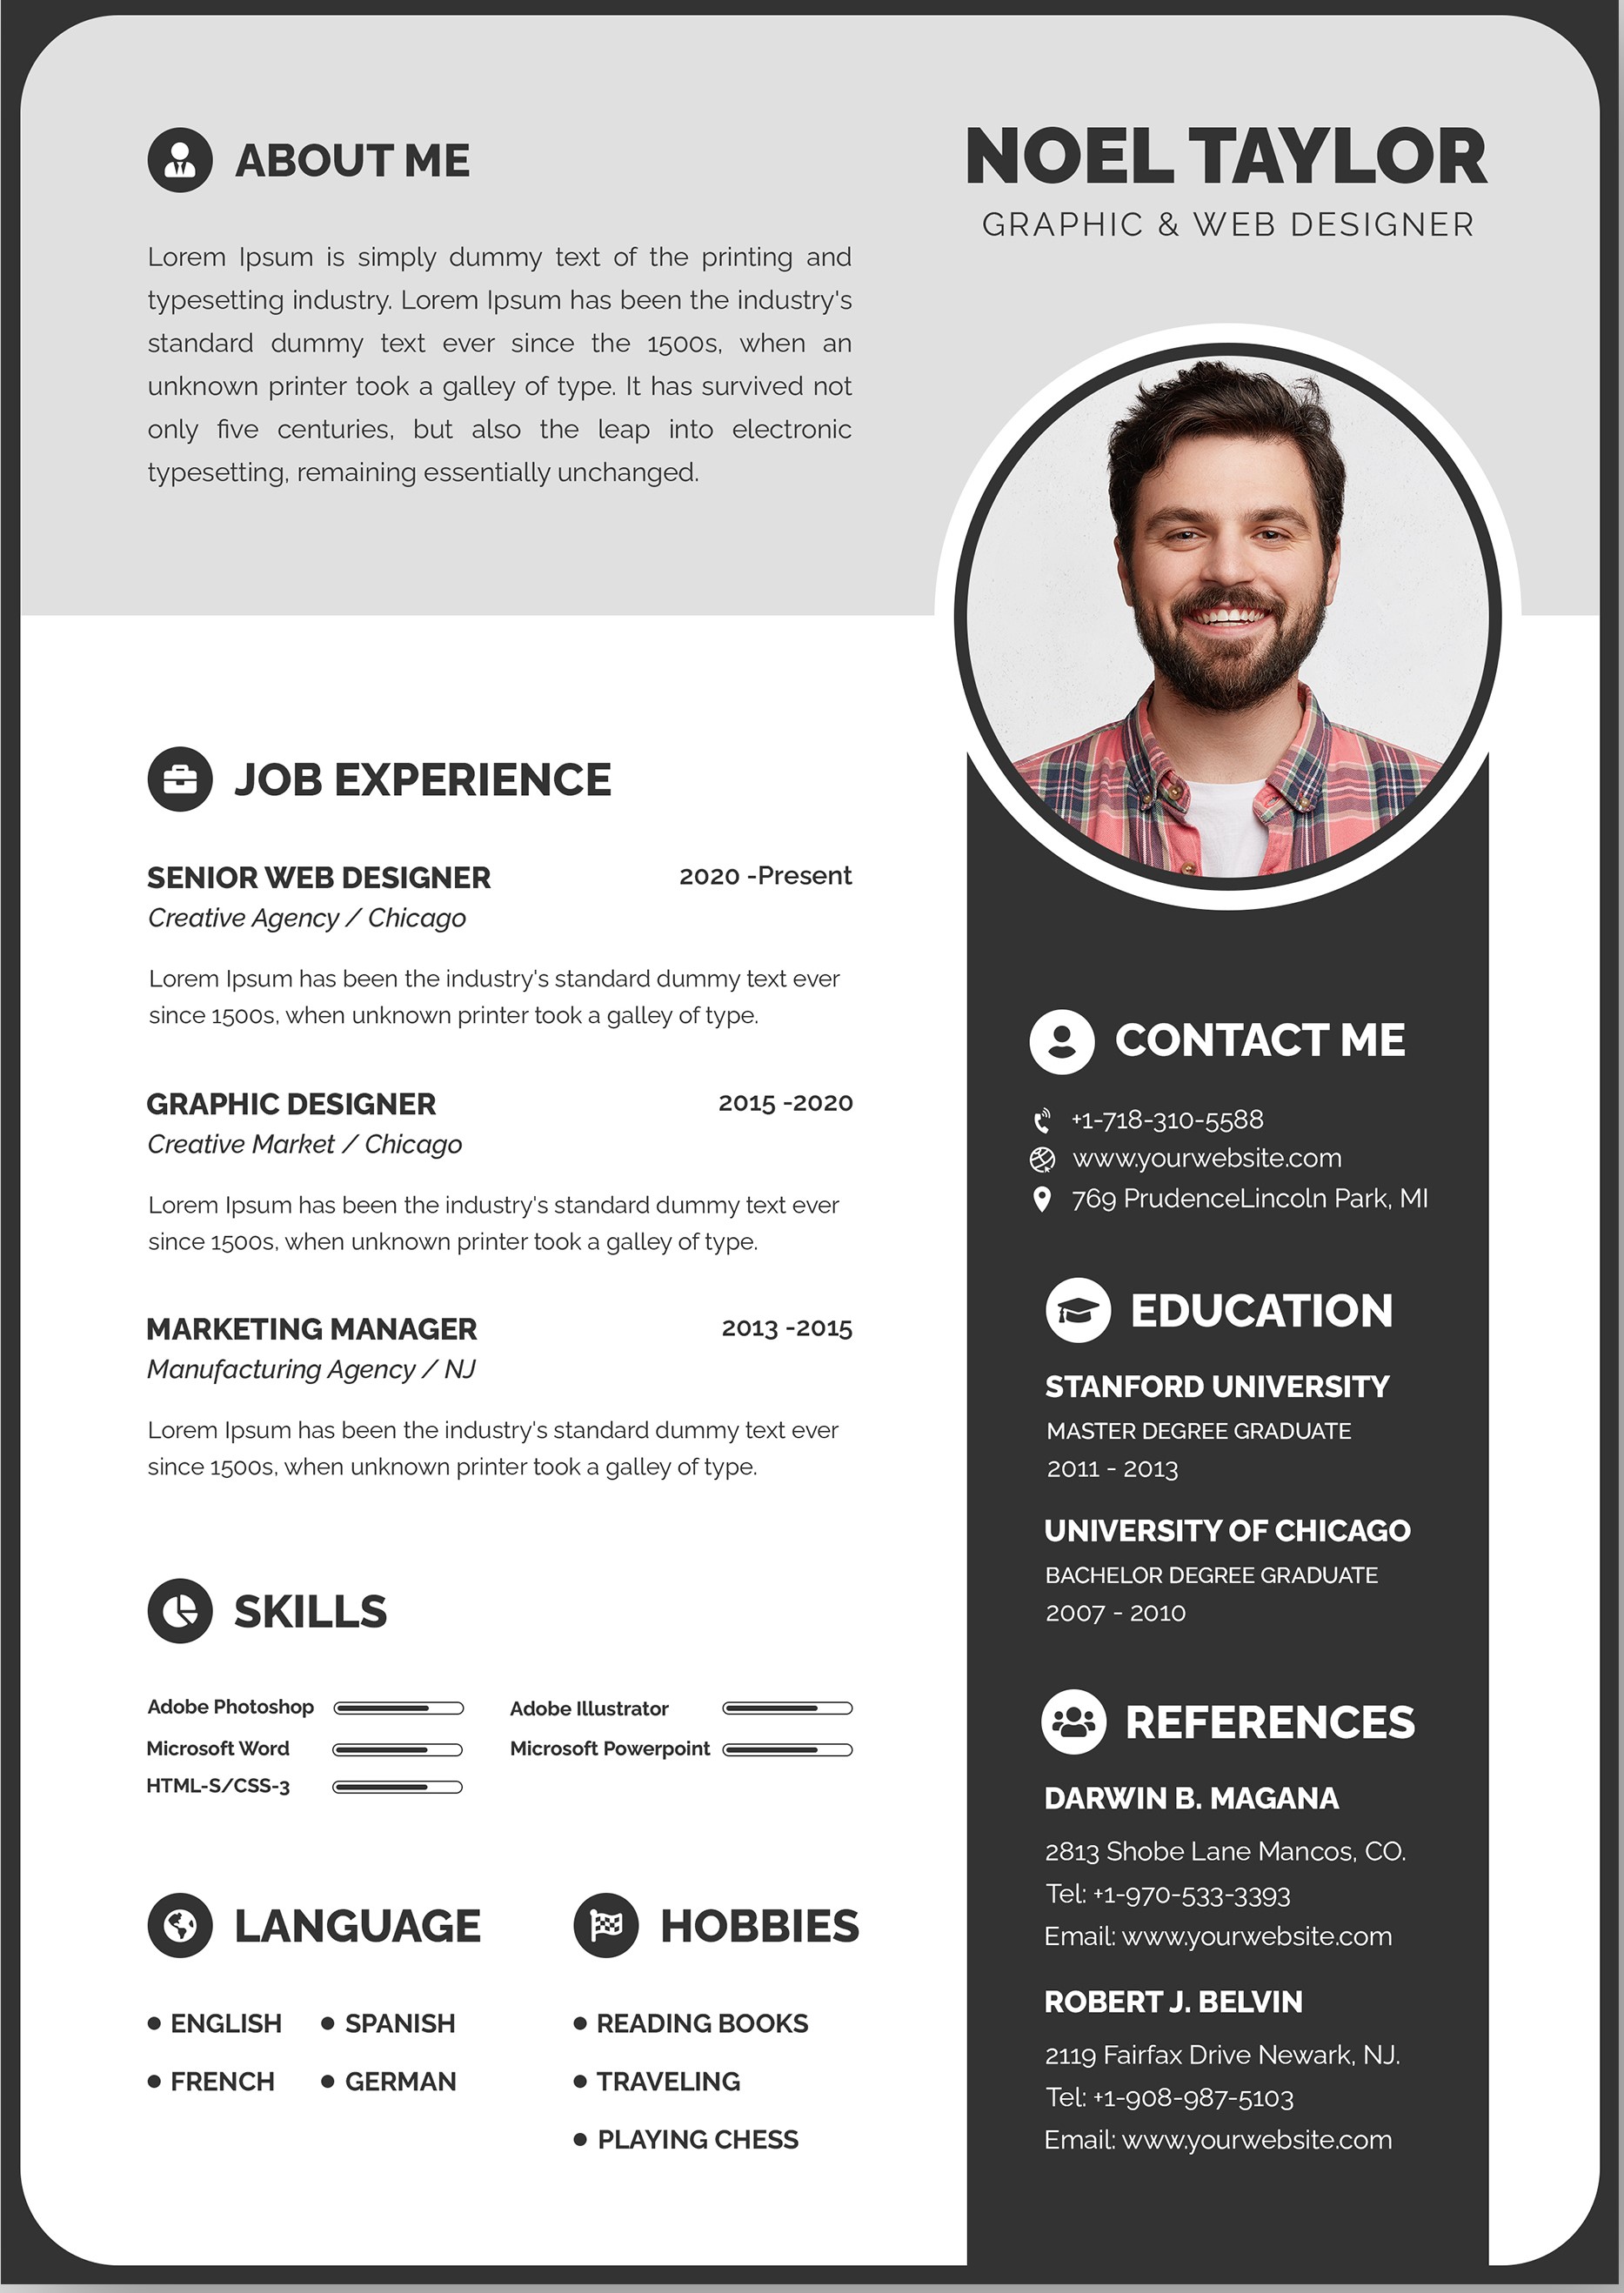 ABOUT ME
Lorem Ipsum is simply dummy text of the printing and
typesetting industry. Lorem Ipsum has been the industry's
standard dummy text ever since the 1500s, when an
unknown printer took a galley of type. It has survived not
only five centuries, but also the leap into electronic
typesetting, remaining essentially unchanged.
NOEL TAYLOR
GRAPHIC & WEB DESIGNER
JOB EXPERIENCE
SENIOR WEB DESIGNER 2020 -Present
Creative Agency / Chicago
Lorem Ipsum has been the industry's standard dummy text ever
since 1500s, when unknown printer took a galley of type.
GRAPHIC DESIGNER 2015 -2020
Creative Market / Chicago
Lorem Ipsum has been the industry's standard dummy text ever
since 1500s, when unknown printer took a galley of type.
MARKETING MANAGER 2013 -2015
Manufacturing Agency / NJ
Lorem Ipsum has been the industry's standard dummy text ever
since 1500s, when unknown printer took a galley of type.
SKILLS
Adobe Photoshop Adobe Illustrator
Microsoft Word Microsoft Powerpoint
HTML-S/CSS-3
LANGUAGE
ENGLISH SPANISH
FRENCH GERMAN
HOBBIES
READING BOOKS
TRAVELING
PLAYING CHESS
CONTACT ME
+1-718-310-5588
www.yourwebsite.com
769 PrudenceLincoln Park, MI
EDUCATION
STANFORD UNIVERSITY
MASTER DEGREE GRADUATE
2011 - 2013
UNIVERSITY OF CHICAGO
BACHELOR DEGREE GRADUATE
2007 - 2010
REFERENCES
DARWIN B. MAGANA
2813 Shobe Lane Mancos, CO.
Tel: +1-970-533-3393
Email: www.yourwebsite.com
ROBERT J. BELVIN
2119 Fairfax Drive Newark, NJ.
Tel: +1-908-987-5103
Email: www.yourwebsite.com